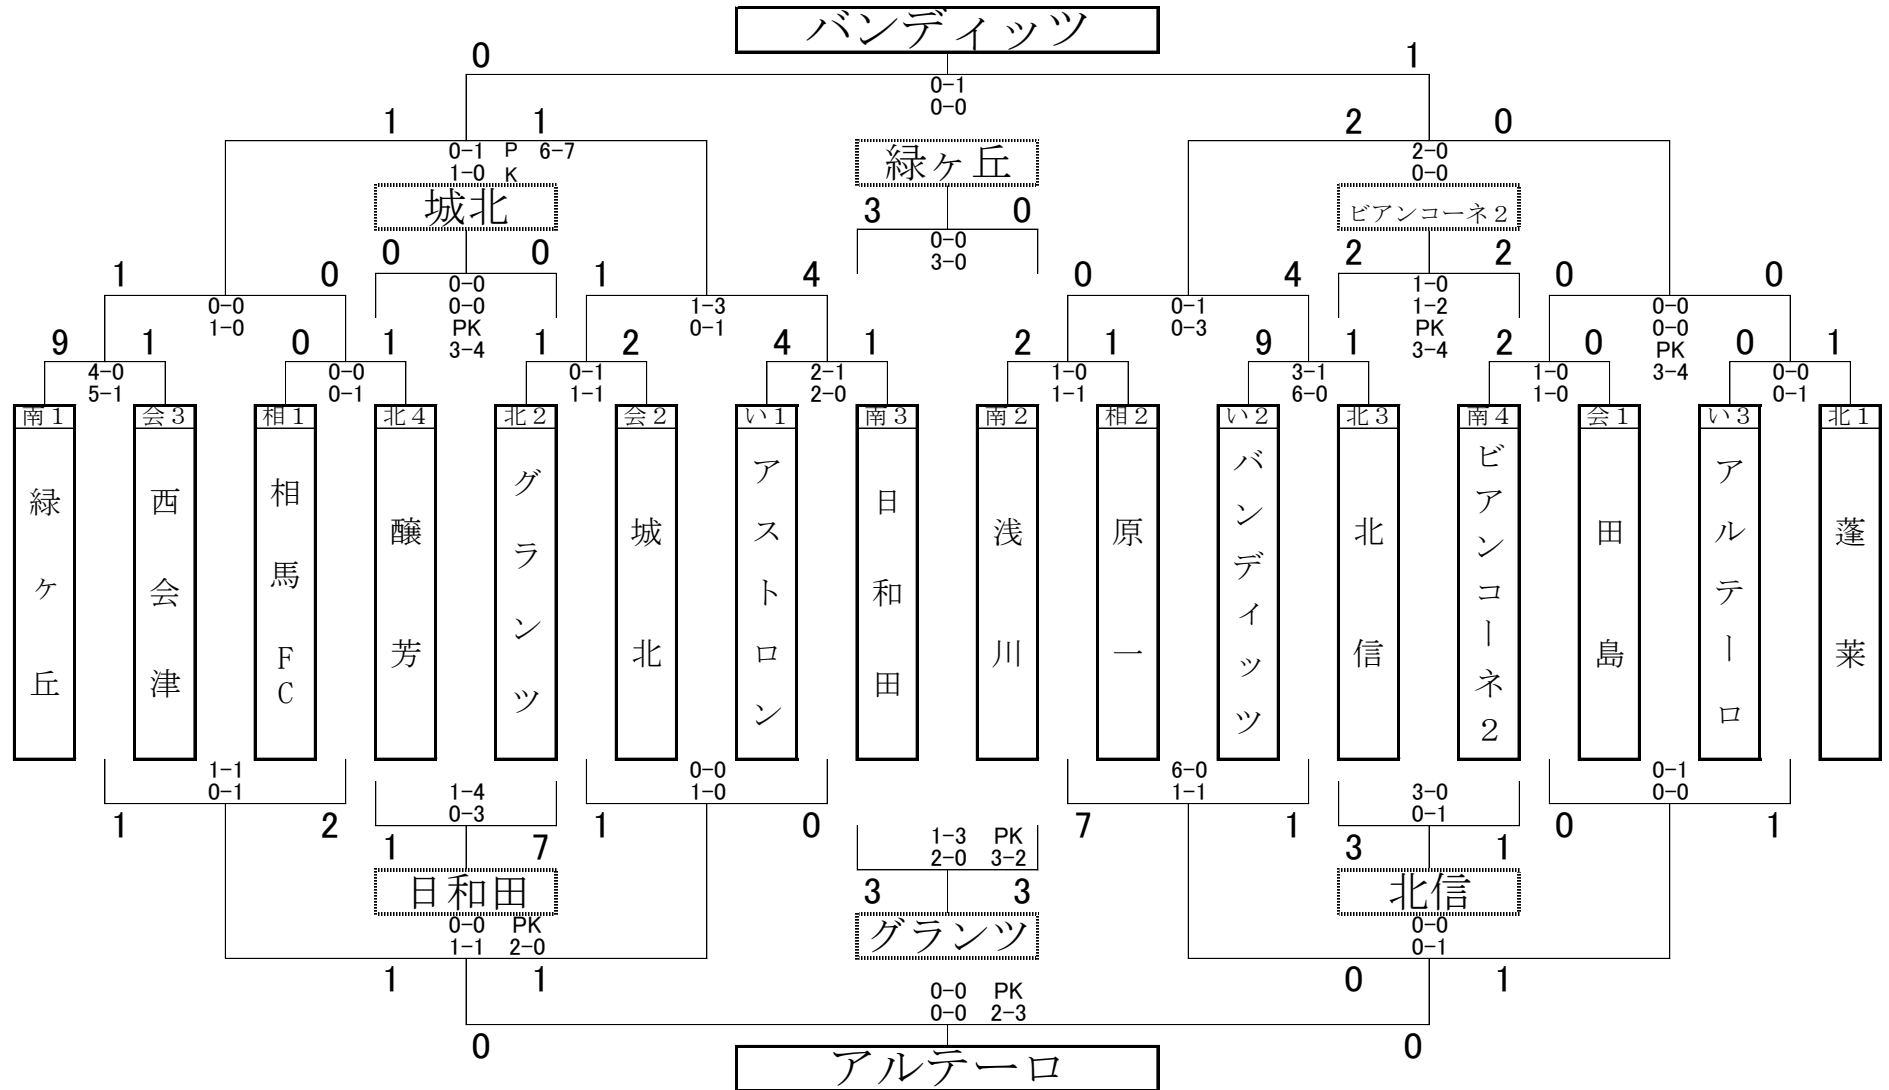 バンディッツ
0 1
0-1
0-0
1 1 2 0
0-1 P 6-7
1-0 K
緑ヶ丘
2-0
0-0
城北
3 0
ビアンコーネ2
0-0
3-0
0 0
2 2
1 0 1 4 0 4 0 0
0-0
0-0
PK
3-4
1-0
1-2
PK
3-4
0-0
1-0
1-3
0-1
0-1
0-3
0-0
0-0
PK
3-4
9 1 0 1 1 2 4 1 2 1 9 1 2 0 0 1
4-0 0-0 0-1 2-1 1-0 3-1 1-0 0-0
5-1 0-1 1-1 2-0 1-1 6-0 1-0 0-1
南1 会3 相1 北4 北2 会2 い1 南3 南2 相2 い2 北3 南4 会1 い3 北1
緑ヶ丘
西会津
相馬FC
醸芳
グランツ
城北
アストロン
日和田
浅川
原一
バンディッツ
北信
ビアンコーネ2
田島
アルテーロ
蓬莱
1-1 0-0 6-0 0-1
0-1 1-0 1-1 0-0
1 2 1 0 7 1 0 1
1-4
0-3
1 7
日和田
3-0
0-1
3 1
北信
1-3 PK
2-0 3-2
3 3
グランツ
0-0 PK
1-1 2-0
0-0
0-1
1 1 0 1
0-0 PK
0-0 2-3
0 0
アルテーロ